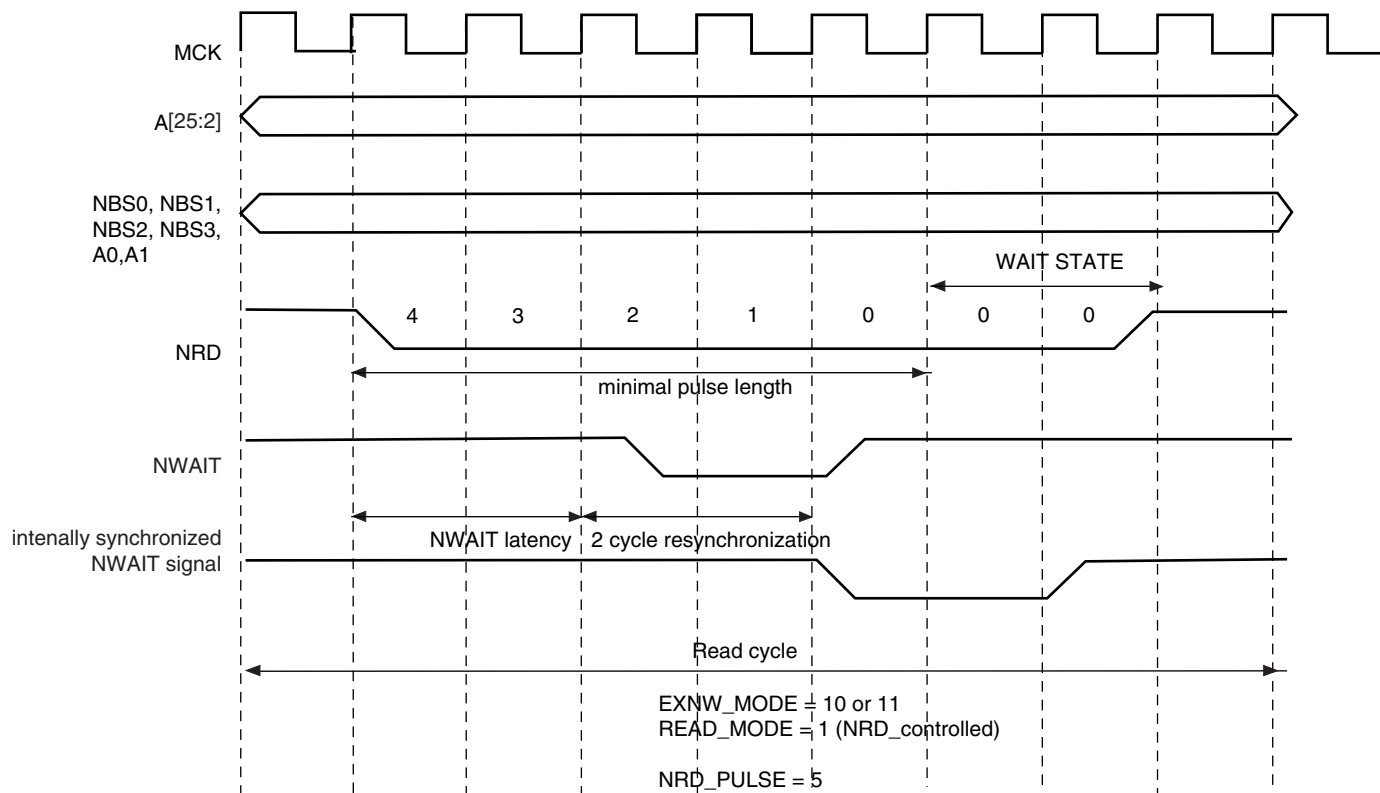 MCK
A[25:2]
NBS0, NBS1,
NBS2, NBS3,
A0,A1
WAIT STATE
4 3 2 1 0 0 0
NRD
minimal pulse length
NWAIT
intenally synchronized
NWAIT signal
NWAIT latency 2 cycle resynchronization
Read cycle
EXNW_MODE = 10 or 11
READ_MODE = 1 (NRD_controlled)
NRD_PULSE = 5